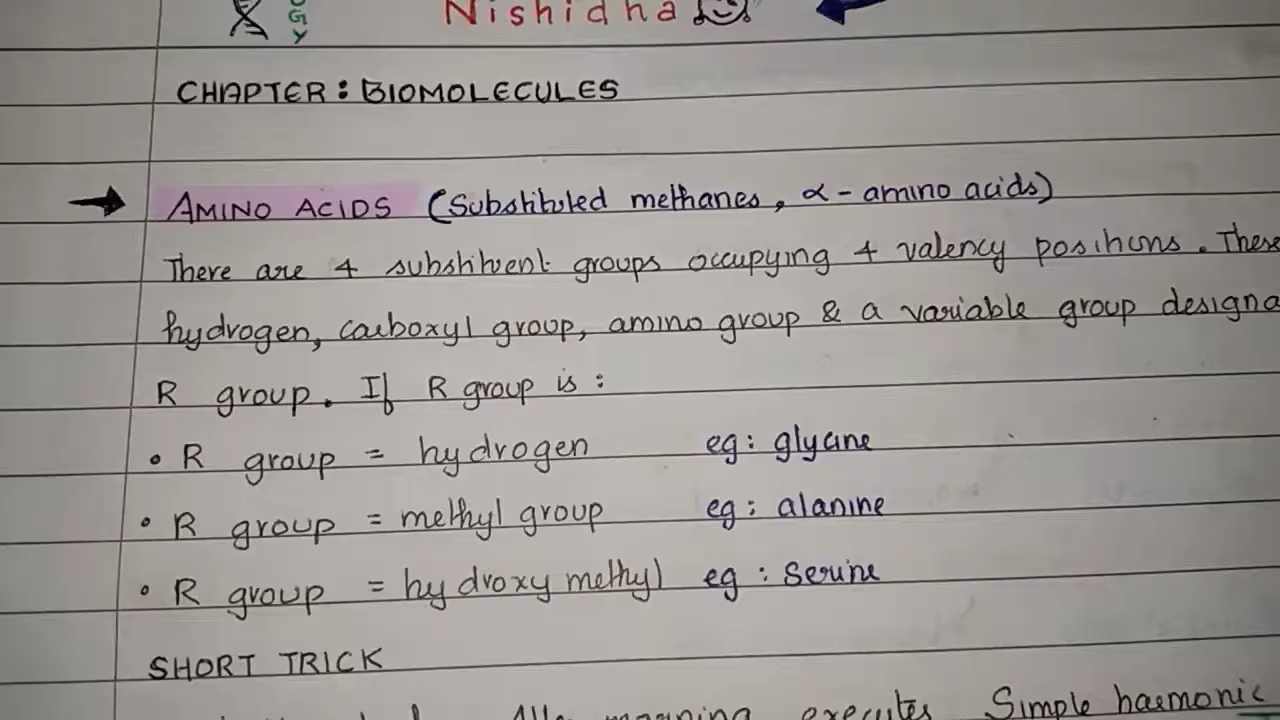 OGY
Nishidha
CHAPTER: BIOMOLECULES
→ AMINO ACIDS (Substituted methanes, α-amino acids)
There are 4 substituent groups occupying 4 valency positions. These
hydrogen, carboxyl group, amino group & a variable group designa
R group. If R group is:
• R group = hydrogen eg: glycine
• R group = methyl group eg: alanine
• R group = hydroxy methyl eg: serine
SHORT TRICK
executes Simple harmonic